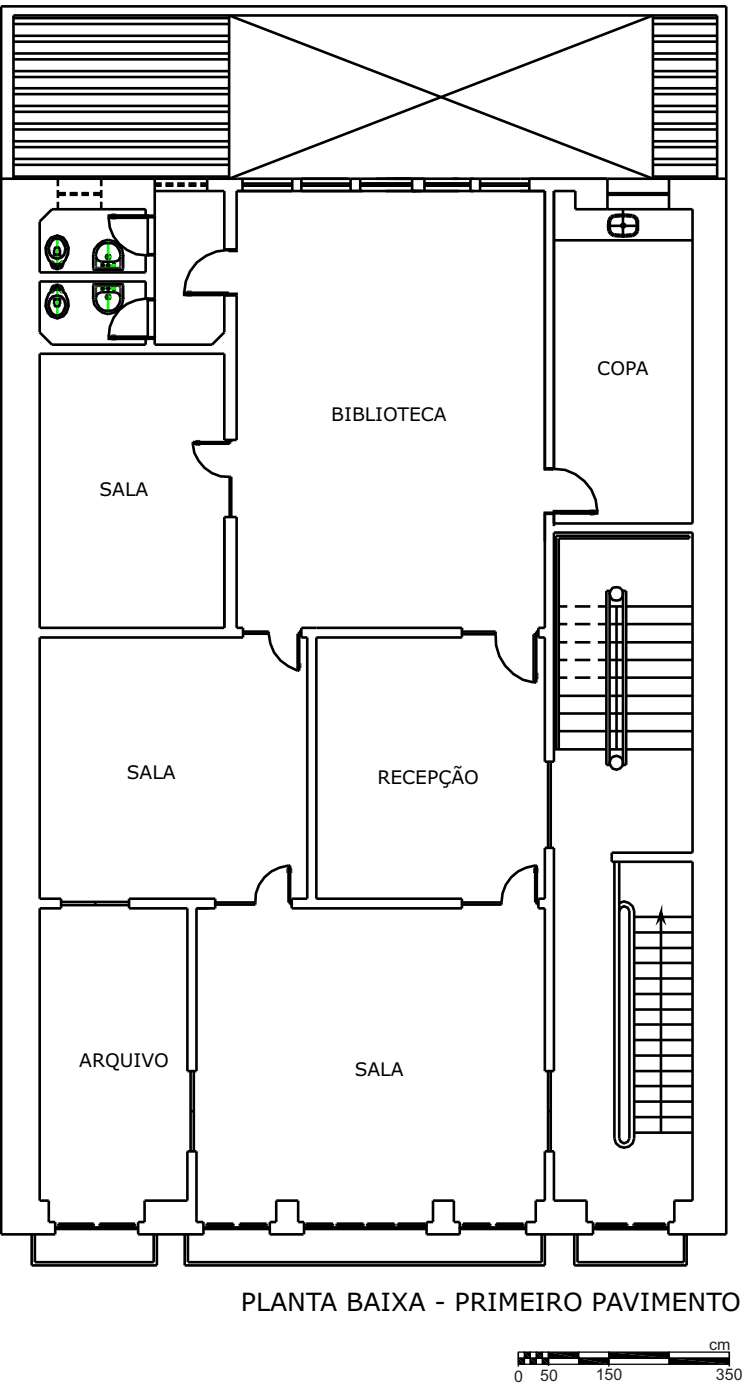 COPA
BIBLIOTECA
SALA
SALA
RECEPÇÃO
ARQUIVO
SALA
PLANTA BAIXA - PRIMEIRO PAVIMENTO
cm
0 50 150 350